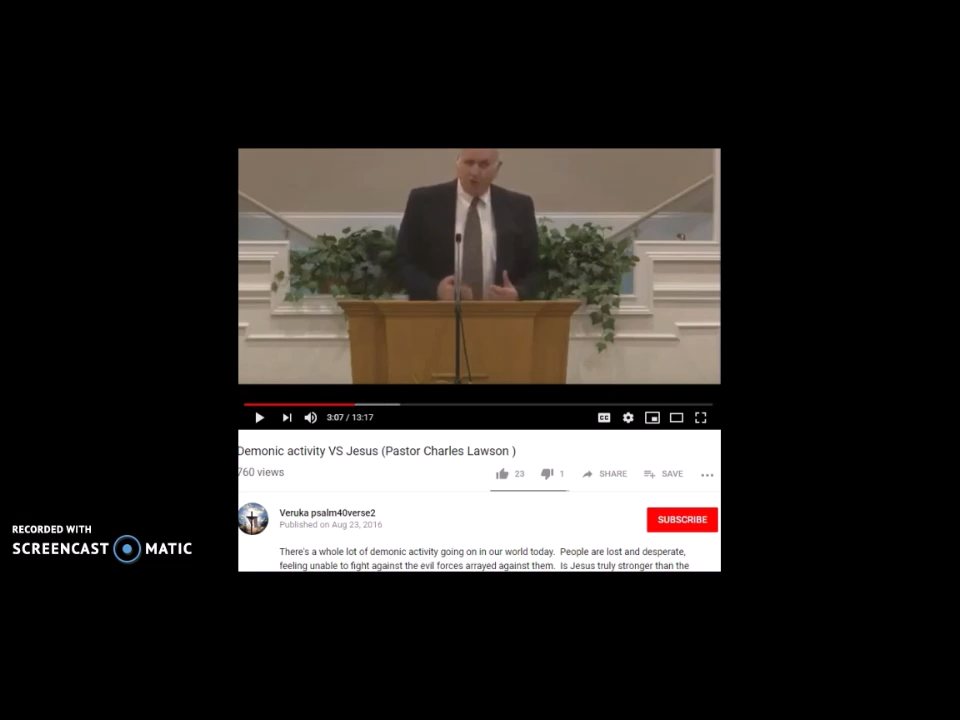 3:07 / 13:17
CC
Demonic activity VS Jesus (Pastor Charles Lawson )
760 views
23
1
SHARE
SAVE
Veruka psalm40verse2
Published on Aug 23, 2016
SUBSCRIBE
There's a whole lot of demonic activity going on in our world today. People are lost and desperate,
feeling unable to fight against the evil forces arrayed against them. Is Jesus truly stronger than the
RECORDED WITH
SCREENCAST MATIC